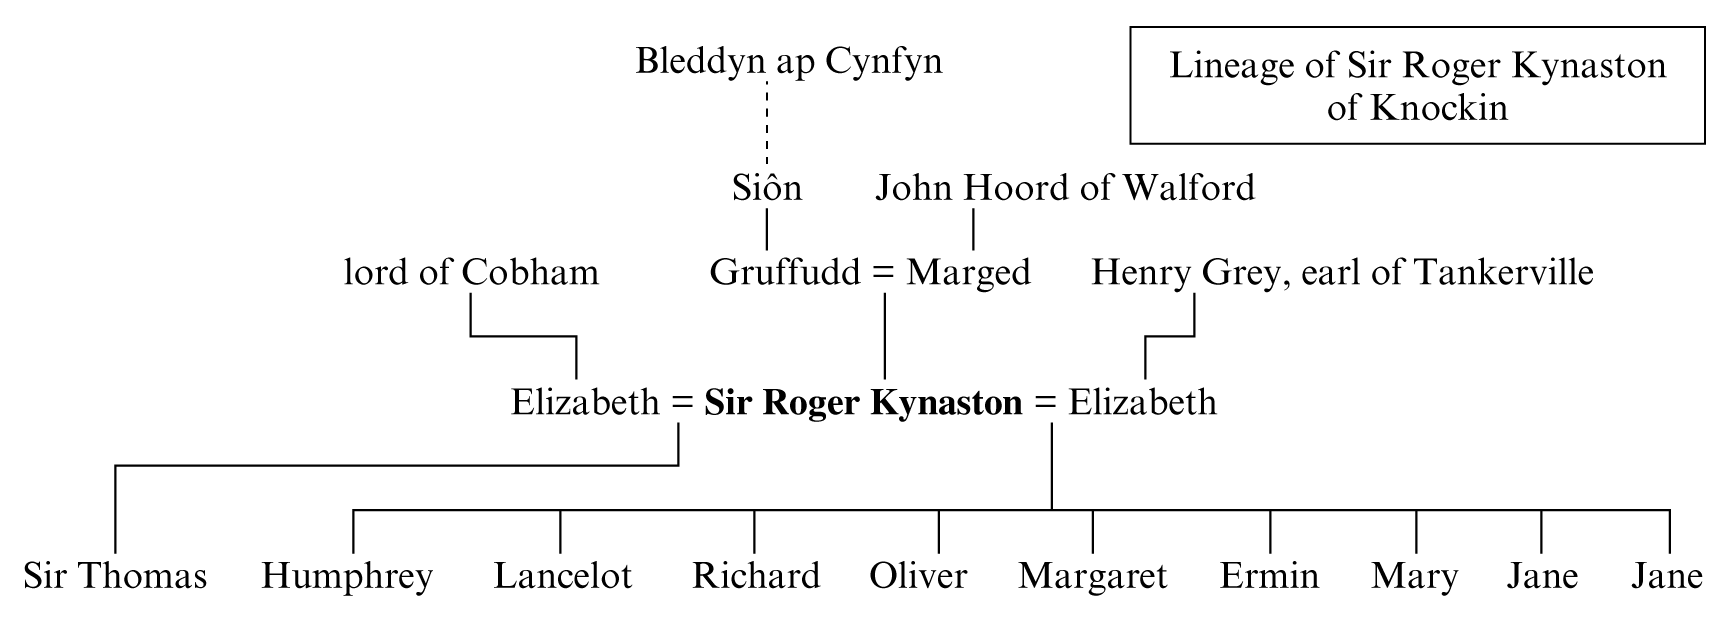 Bleddyn ap Cynfyn
Lineage of Sir Roger Kynaston
of Knockin
Siôn John Hoord of Walford
lord of Cobham Gruffudd = Marged Henry Grey, earl of Tankerville
Elizabeth = Sir Roger Kynaston = Elizabeth
Sir Thomas Humphrey Lancelot Richard Oliver Margaret Ermin Mary Jane Jane